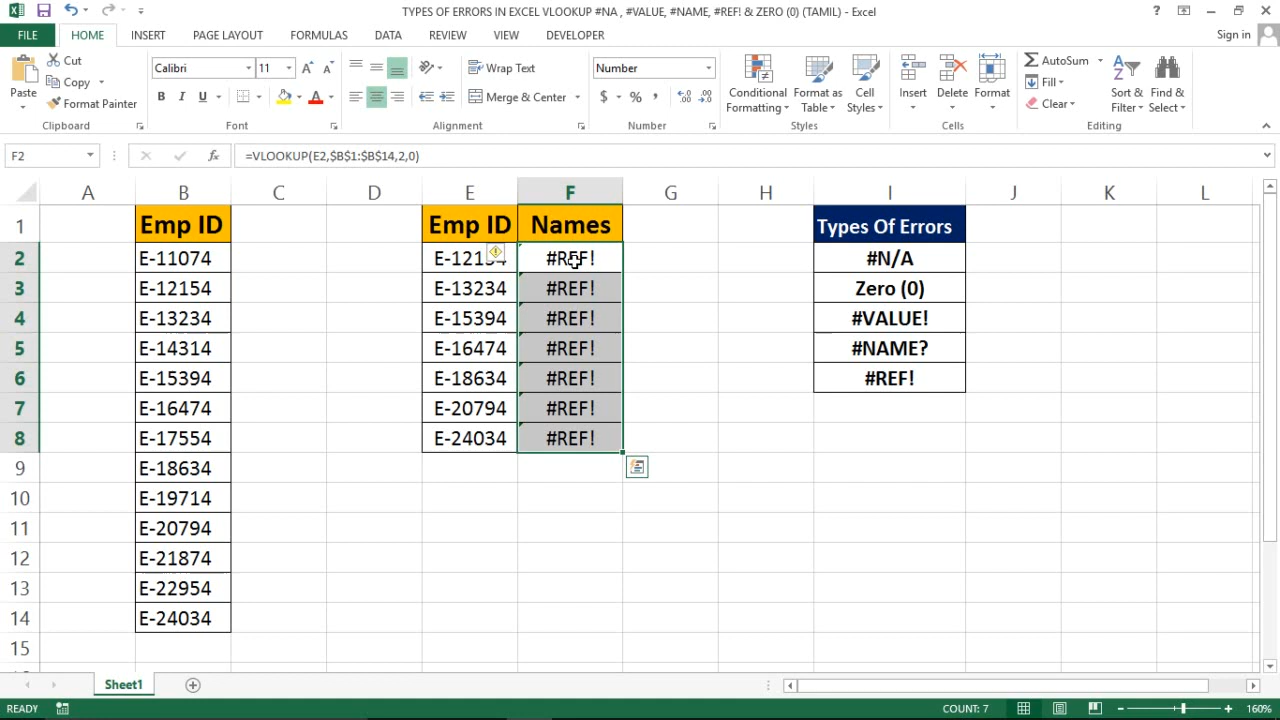 TYPES OF ERRORS IN EXCEL VLOOKUP #NA , #VALUE, #NAME, #REF! & ZERO (0) (TAMIL) - Excel
FILE HOME INSERT PAGE LAYOUT FORMULAS DATA REVIEW VIEW DEVELOPER Sign in
Cut Calibri 11 Wrap Text Number AutoSum
Copy Fill
Paste Format Painter B I U Merge & Center $ % Conditional Formatting Format as Table Cell Styles Insert Delete Format Clear Sort & Filter Find & Select
Clipboard Font Alignment Number Styles Cells Editing
F2 fx =VLOOKUP(E2,$B$1:$B$14,2,0)
A B C D E F G H I J K L
1 Emp ID Emp ID Names Types Of Errors
2 E-11074 #REF! #N/A
3 E-12154 E-13234 #REF! Zero (0)
4 E-13234 E-15394 #REF! #VALUE!
5 E-14314 E-16474 #REF! #NAME?
6 E-15394 E-18634 #REF! #REF!
7 E-16474 E-20794 #REF!
8 E-17554 E-24034 #REF!
9 E-18634
10 E-19714
11 E-20794
12 E-21874
13 E-22954
14 E-24034
15
Sheet1
READY COUNT: 7 160%